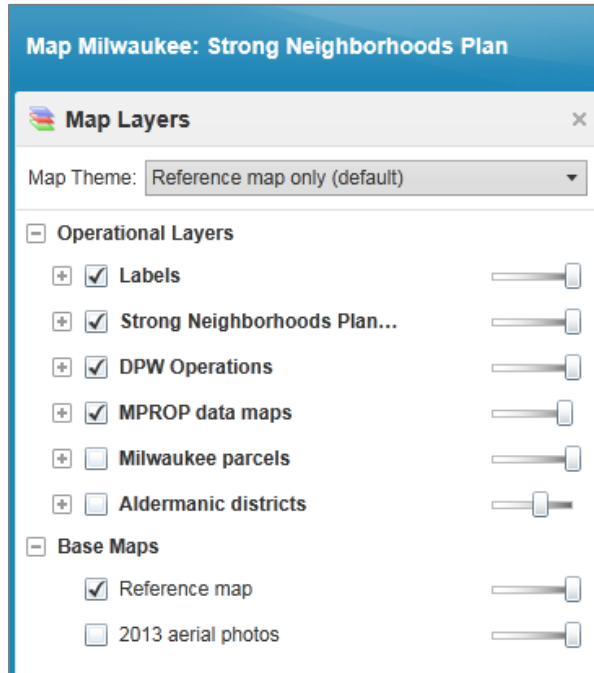 Map Milwaukee: Strong Neighborhoods Plan
Map Layers
Map Theme: Reference map only (default)
Operational Layers
Labels
Strong Neighborhoods Plan...
DPW Operations
MPROP data maps
Milwaukee parcels
Aldermanic districts
Base Maps
Reference map
2013 aerial photos